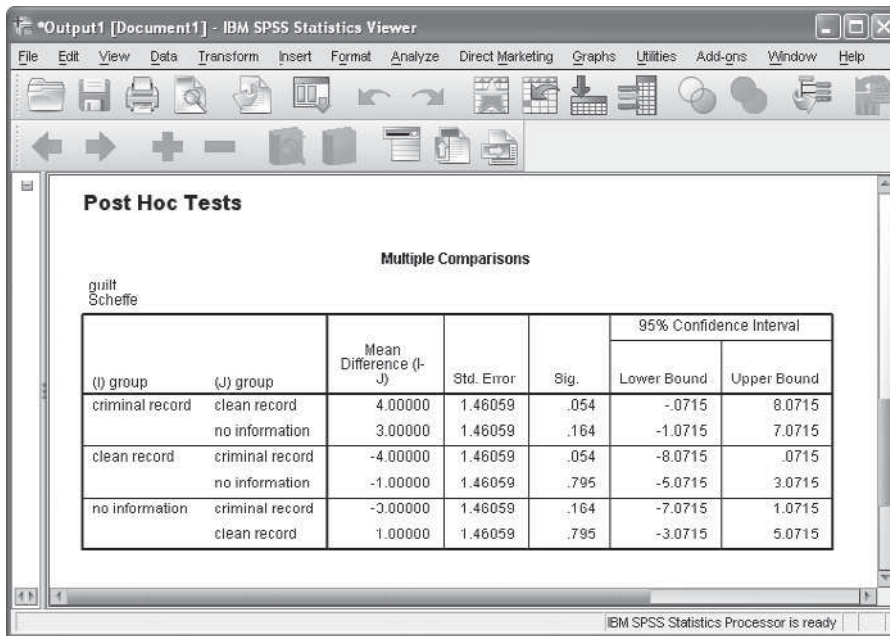 *Output1 [Document1] - IBM SPSS Statistics Viewer
File Edit View Data Transform Insert Format Analyze Direct Marketing Graphs Utilities Add-ons Window Help
Post Hoc Tests
Multiple Comparisons
guilt
Scheffe
95% Confidence Interval
(I) group (J) group Mean Difference (I-J) Std. Error Sig. Lower Bound Upper Bound
criminal record clean record 4.00000 1.46059 .054 -.0715 8.0715
no information 3.00000 1.46059 .164 -1.0715 7.0715
clean record criminal record -4.00000 1.46059 .054 -8.0715 .0715
no information -1.00000 1.46059 .795 -5.0715 3.0715
no information criminal record -3.00000 1.46059 .164 -7.0715 1.0715
clean record 1.00000 1.46059 .795 -3.0715 5.0715
IBM SPSS Statistics Processor is ready